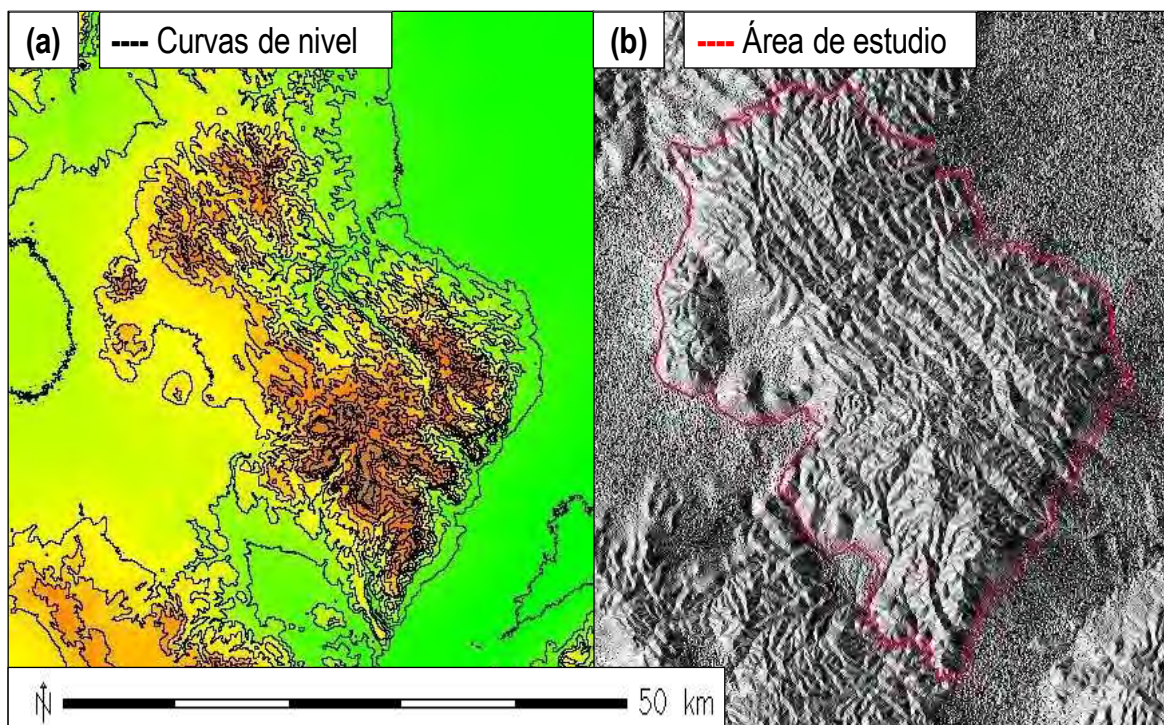 (a)
---- Curvas de nivel
(b)
---- Área de estudio
N
50 km